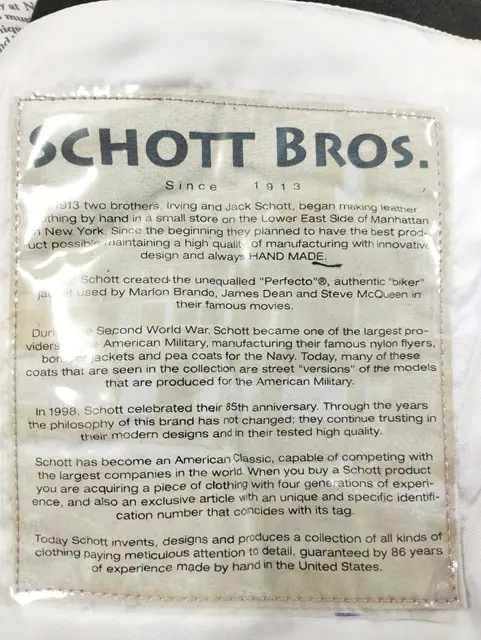 y at N
mus
iqu
nd
SCHOTT BROS.
Since 1913
1913 two brothers, Irving and Jack Schott, began making leather
thing by hand in a small store on the Lower East Side of Manhattan
n New York. Since the beginning they planned to have the best prod-
uct possible maintaining a high quality of manufacturing with innovative
design and always HAND MADE.
Schott created the unequalled "Perfecto"®, authentic "biker"
ja et used by Marlon Brando, James Dean and Steve McQueen in
their famous movies.
Duri e Second World War, Schott became one of the largest pro-
viders e American Military, manufacturing their famous nylon flyers,
bom er jackets and pea coats for the Navy. Today, many of these
coats that are seen in the collection are street "versions" of the models
that are produced for the American Military.
In 1998, Schott celebrated their 85th anniversary. Through the years
the philosophy of this brand has not changed; they continue trusting in
their modern designs and in their tested high quality.
Schott has become an American Classic, capable of competing with
the largest companies in the world. When you buy a Schott product
you are acquiring a piece of clothing with four generations of experi-
ence, and also an exclusive article with an unique and specific identifi-
cation number that coincides with its tag.
Today Schott invents, designs and produces a collection of all kinds of
clothing paying meticulous attention to detail, guaranteed by 86 years
of experience made by hand in the United States.